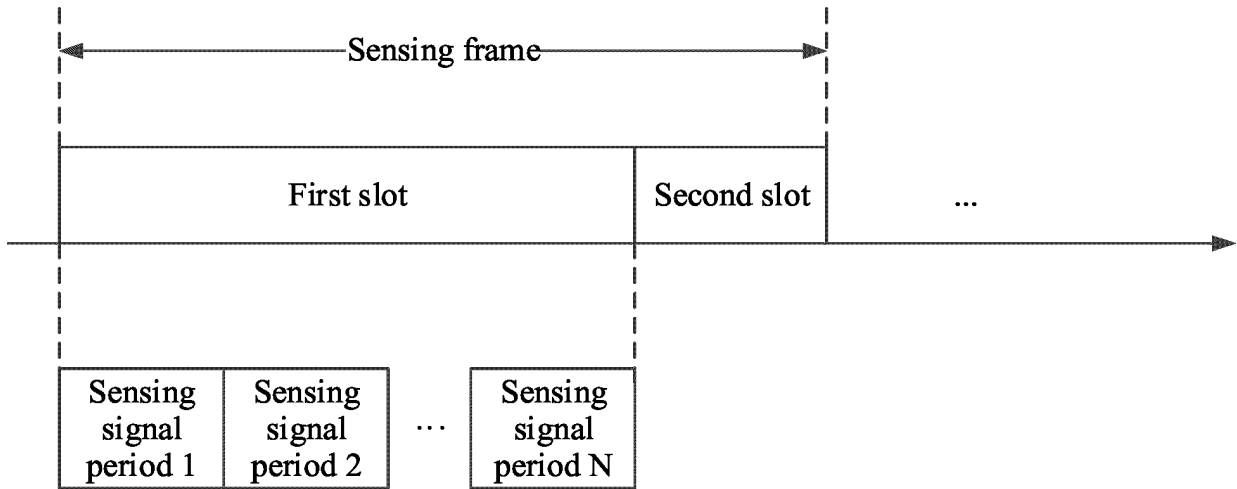 Sensing frame
First slot
Second slot
...
Sensing
signal
period 1
Sensing
signal
period 2
...
Sensing
signal
period N